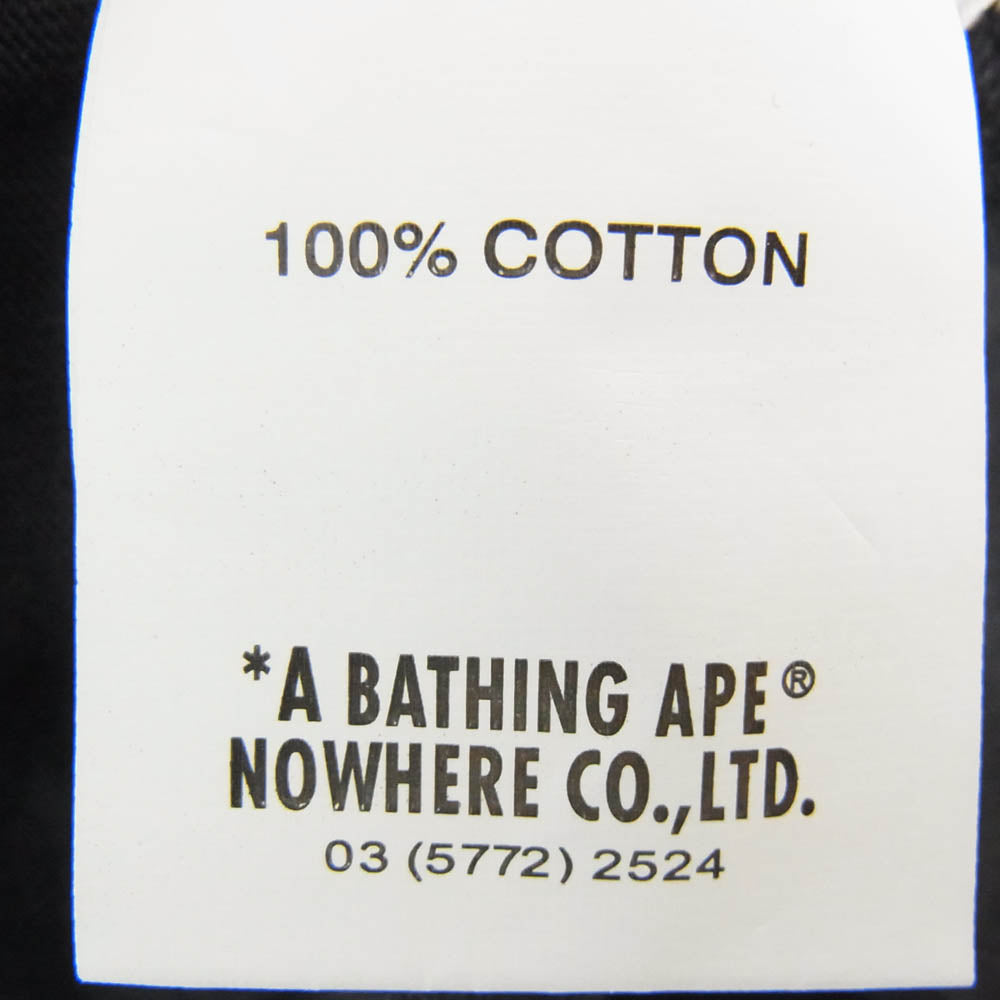 100% COTTON
*A BATHING APE®
NOWHERE CO.,LTD.
03 (5772) 2524